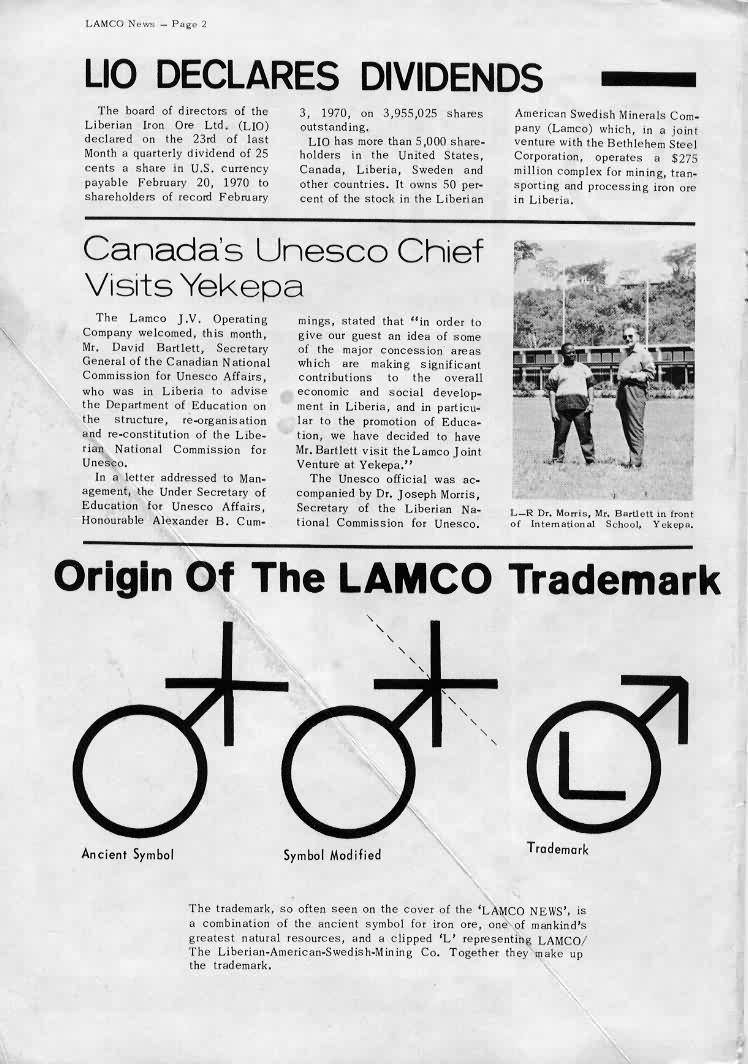 LAMCO News — Page 2
LIO DECLARES DIVIDENDS
The board of directors of the
Liberian Iron Ore Ltd. (LIO)
declared on the 23rd of last
Month a quarterly dividend of 25
cents a share in U.S. currency
payable February 20, 1970 to
shareholders of record February
3, 1970, on 3,955,025 shares
outstanding.
LIO has more than 5,000 share-
holders in the United States,
Canada, Liberia, Sweden and
other countries. It owns 50 per-
cent of the stock in the Liberian
American Swedish Minerals Com-
pany (Lamco) which, in a joint
venture with the Bethlehem Steel
Corporation, operates a $275
million complex for mining, tran-
sporting and processing iron ore
in Liberia.
Canada's Unesco Chief
Visits Yekepa
The Lamco J.V. Operating
Company welcomed, this month,
Mr. David Bartlett, Secretary
General of the Canadian National
Commission for Unesco Affairs,
who was in Liberia to advise
the Department of Education on
the structure, re-organisation
and re-constitution of the Libe-
rian National Commission for
Unesco.
In a letter addressed to Man-
agement, the Under Secretary of
Education for Unesco Affairs,
Honourable Alexander B. Cum-
mings, stated that "in order to
give our guest an idea of some
of the major concession areas
which are making significant
contributions to the overall
economic and social develop-
ment in Liberia, and in particu-
lar to the promotion of Educa-
tion, we have decided to have
Mr. Bartlett visit the Lamco Joint
Venture at Yekepa."
The Unesco official was ac-
companied by Dr. Joseph Morris,
Secretary of the Liberian Na-
tional Commission for Unesco.
L—R Dr. Morris, Mr. Bartlett in front
of International School, Yekepa.
Origin Of The LAMCO Trademark
L
Ancient Symbol
Symbol Modified
Trademark
The trademark, so often seen on the cover of the 'LAMCO NEWS', is
a combination of the ancient symbol for iron ore, one of mankind's
greatest natural resources, and a clipped 'L' representing LAMCO/
The Liberian-American-Swedish-Mining Co. Together they make up
the trademark.